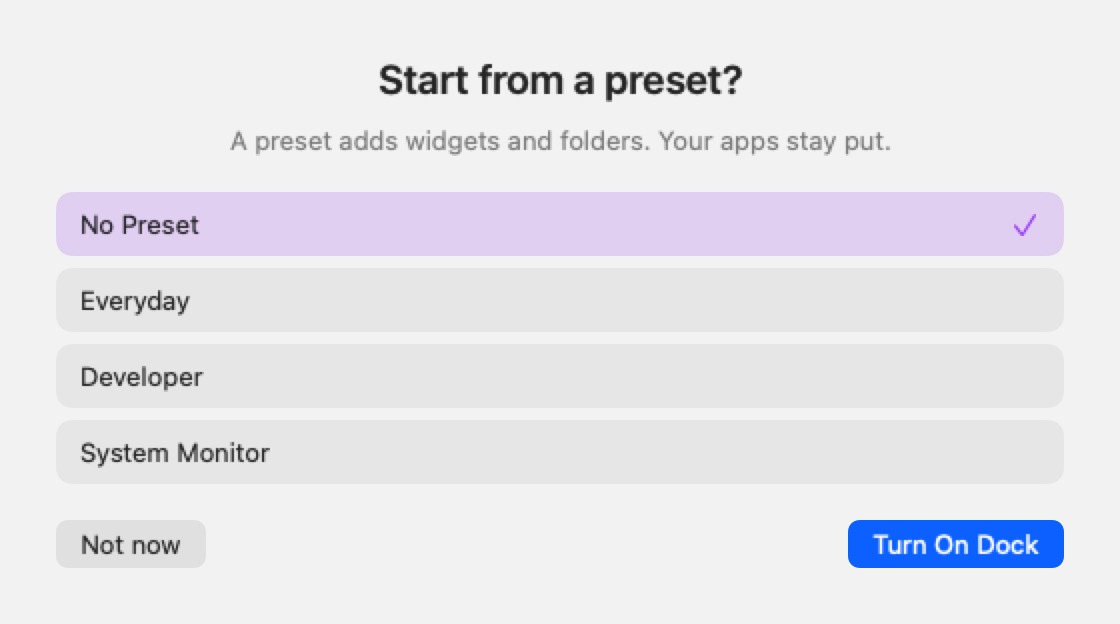 Start from a preset?
A preset adds widgets and folders. Your apps stay put.
No Preset
Everyday
Developer
System Monitor
Not now
Turn On Dock